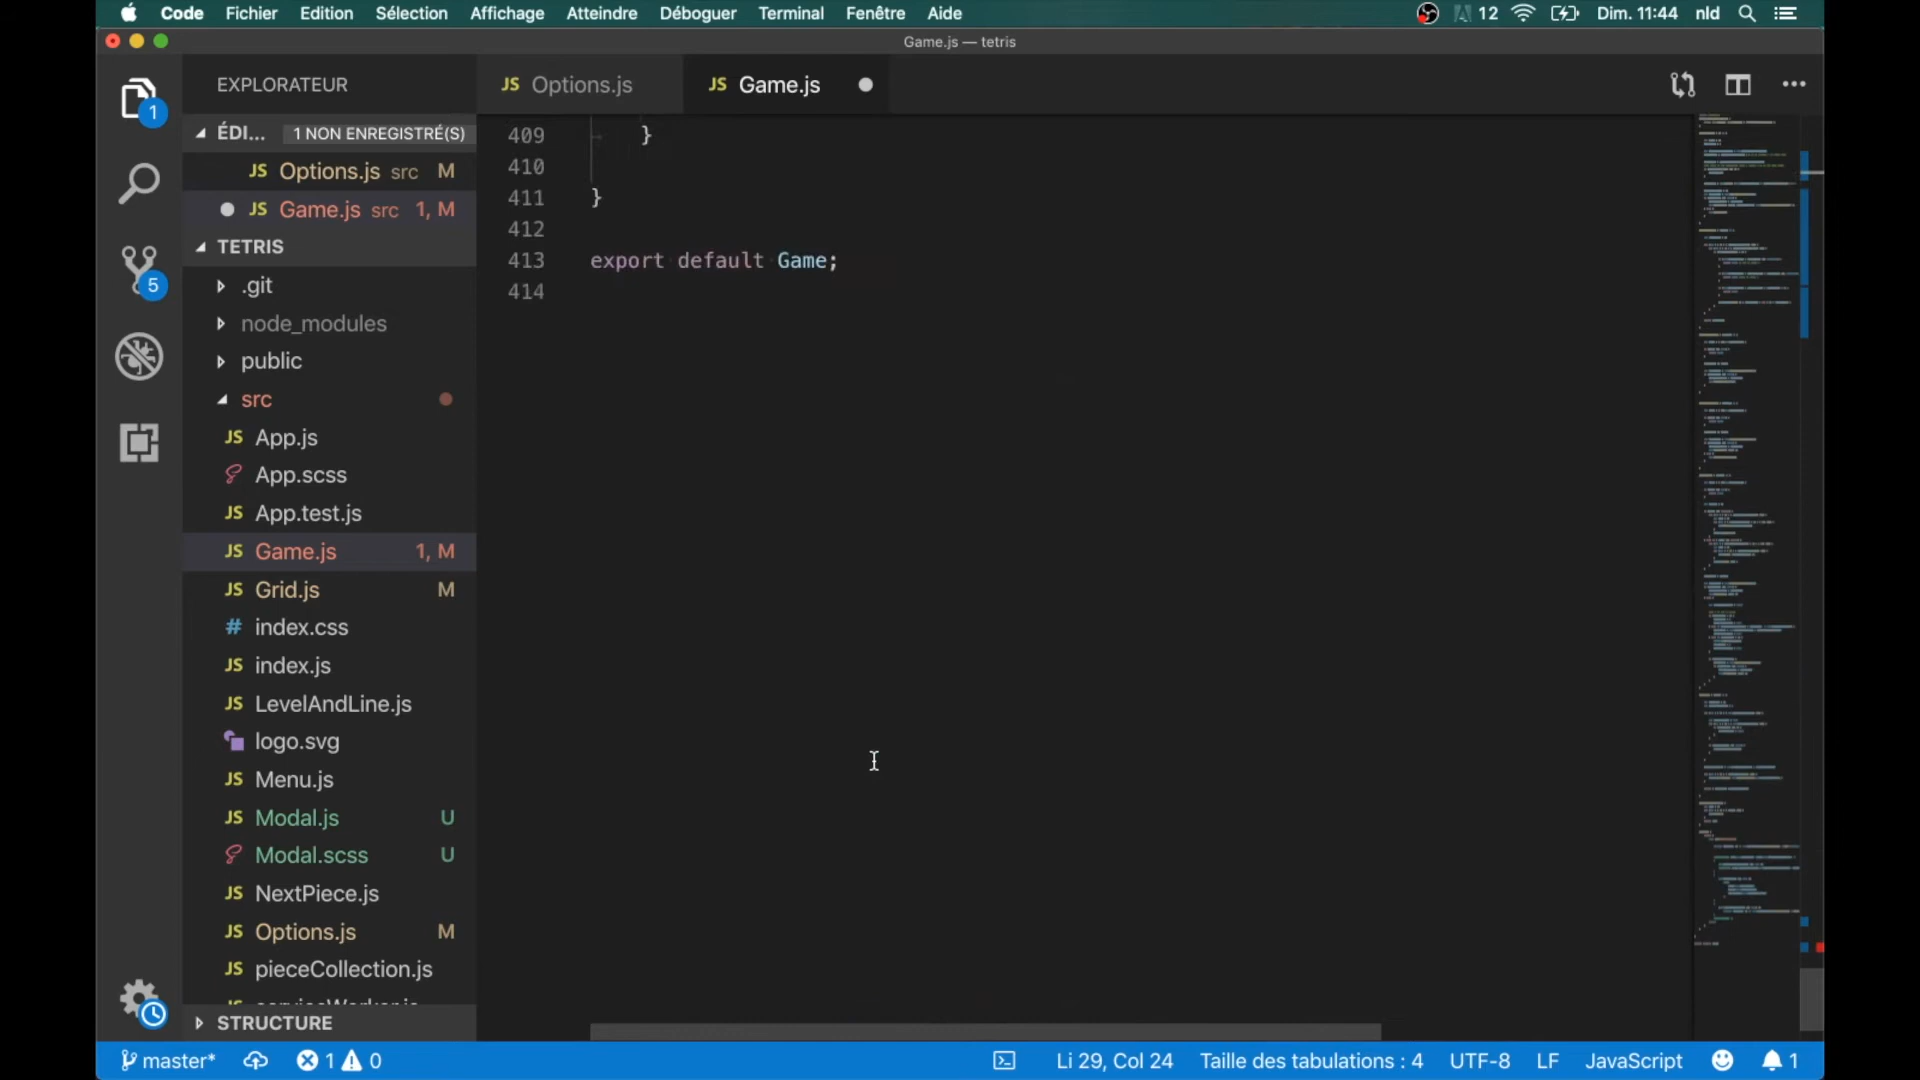 Code Fichier Edition Sélection Affichage Atteindre Déboguer Terminal Fenêtre Aide 12 Dim. 11:44 nld
Game.js — tetris
EXPLORATEUR
JS Options.js
JS Game.js
1
ÉDI... 1 NON ENREGISTRÉ(S)
JS Options.js src M
JS Game.js src 1, M
TETRIS
5
.git
node_modules
public
src
JS App.js
App.scss
JS App.test.js
JS Game.js 1, M
JS Grid.js M
# index.css
JS index.js
JS LevelAndLine.js
logo.svg
JS Menu.js
JS Modal.js U
Modal.scss U
JS NextPiece.js
JS Options.js M
JS pieceCollection.js
STRUCTURE
409 }
410
411 }
412
413 export default Game;
414
master* 1 0 Li 29, Col 24 Taille des tabulations : 4 UTF-8 LF JavaScript 1